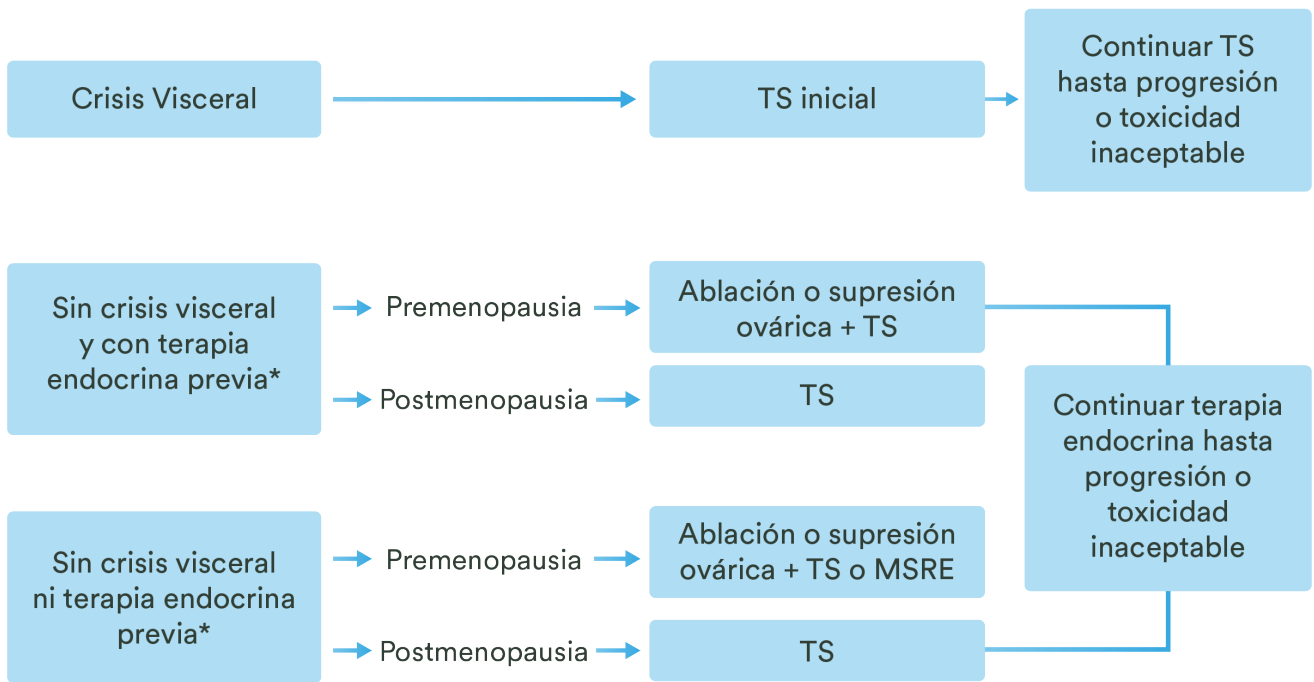 Crisis Visceral
TS inicial
Continuar TS
hasta progresión
o toxicidad
inaceptable
Sin crisis visceral
y con terapia
endocrina previa*
Premenopausia
Ablación o supresión
ovárica + TS
Postmenopausia
TS
Continuar terapia
endocrina hasta
progresión o
toxicidad
inaceptable
Sin crisis visceral
ni terapia endocrina
previa*
Premenopausia
Ablación o supresión
ovárica + TS o MSRE
Postmenopausia
TS